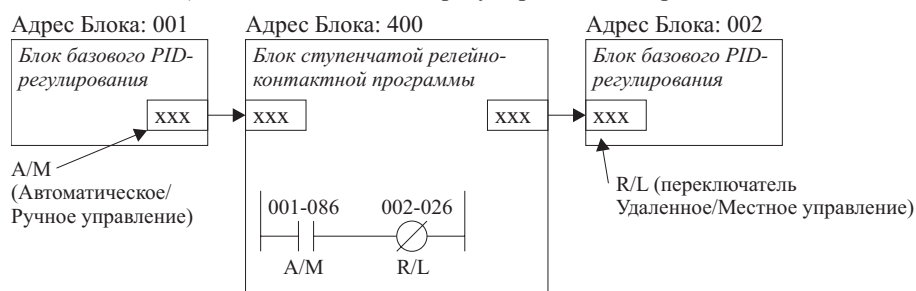 Адрес Блока: 001
Блок базового PID-
регулирования
xxx
A/M
(Автоматическое/
Ручное управление)
Адрес Блока: 400
Блок ступенчатой релейно-
контактной программы
xxx
xxx
001-086 002-026
A/M R/L
Адрес Блока: 002
Блок базового PID-
регулирования
xxx
R/L (переключатель
Удаленное/Местное управление)